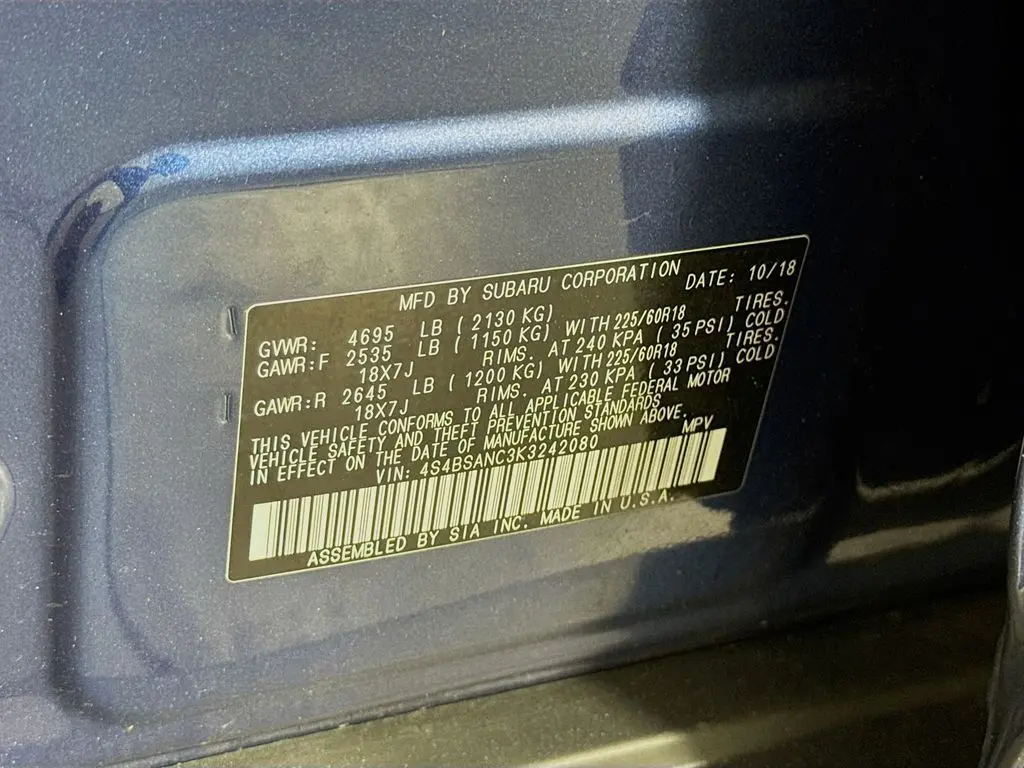 MFD BY SUBARU CORPORATION DATE: 10/18
GVWR: 4695 LB ( 2130 KG)
GAWR:F 2535 LB ( 1150 KG) WITH 225/60R18 TIRES.
18X7J RIMS. AT 240 KPA ( 35 PSI) COLD
GAWR:R 2645 LB ( 1200 KG) WITH 225/60R18 TIRES.
18X7J RIMS. AT 230 KPA ( 33 PSI) COLD
THIS VEHICLE CONFORMS TO ALL APPLICABLE FEDERAL MOTOR
VEHICLE SAFETY AND THEFT PREVENTION STANDARDS
IN EFFECT ON THE DATE OF MANUFACTURE SHOWN ABOVE.
VIN: 4S4BSANC3K3242080 MPV
ASSEMBLED BY SIA INC. MADE IN U.S.A.